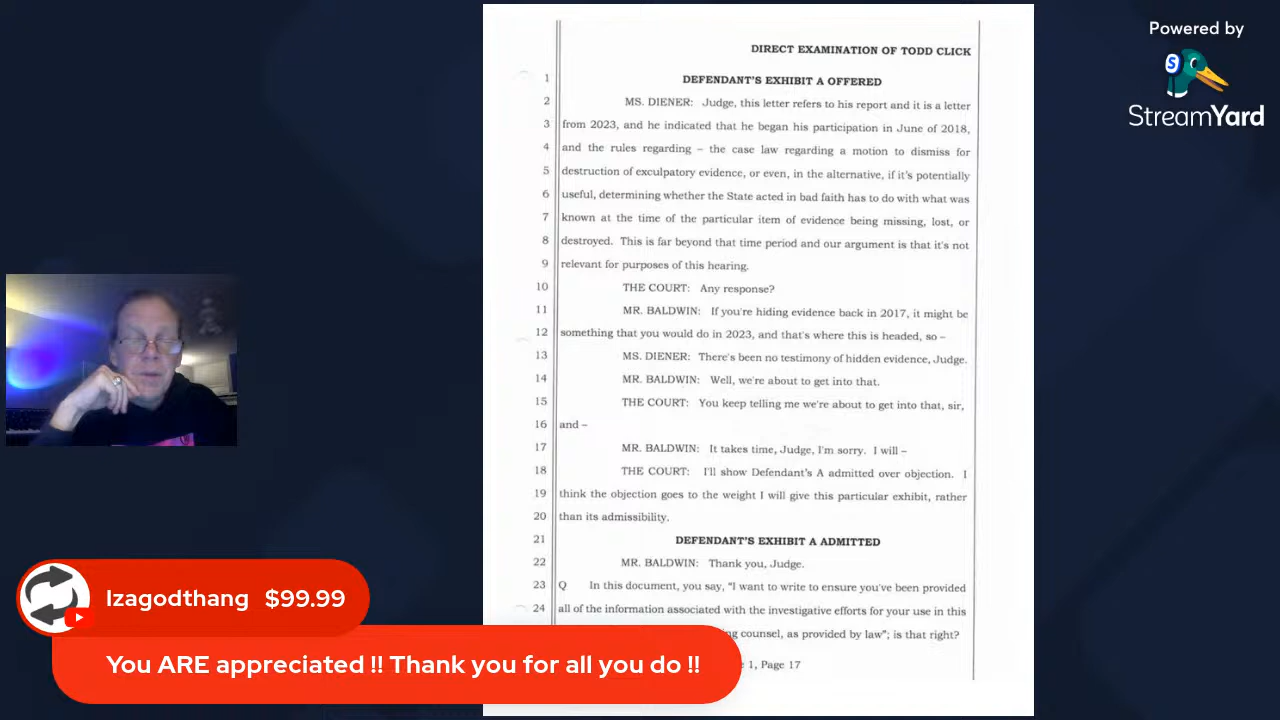 Powered by
StreamYard
DIRECT EXAMINATION OF TODD CLICK
1 DEFENDANT'S EXHIBIT A OFFERED
2 MS. DIENER: Judge, this letter refers to his report and it is a letter
3 from 2023, and he indicated that he began his participation in June of 2018,
4 and the rules regarding – the case law regarding a motion to dismiss for
5 destruction of exculpatory evidence, or even, in the alternative, if it's potentially
6 useful, determining whether the State acted in bad faith has to do with what was
7 known at the time of the particular item of evidence being missing, lost, or
8 destroyed. This is far beyond that time period and our argument is that it's not
9 relevant for purposes of this hearing.
10 THE COURT: Any response?
11 MR. BALDWIN: If you're hiding evidence back in 2017, it might be
12 something that you would do in 2023, and that's where this is headed, so –
13 MS. DIENER: There's been no testimony of hidden evidence, Judge.
14 MR. BALDWIN: Well, we're about to get into that.
15 THE COURT: You keep telling me we're about to get into that, sir,
16 and –
17 MR. BALDWIN: It takes time, Judge, I'm sorry. I will –
18 THE COURT: I'll show Defendant's A admitted over objection. I
19 think the objection goes to the weight I will give this particular exhibit, rather
20 than its admissibility.
21 DEFENDANT'S EXHIBIT A ADMITTED
22 MR. BALDWIN: Thank you, Judge.
23 Q In this document, you say, "I want to write to ensure you've been provided
24 all of the information associated with the investigative efforts for your use in this
counsel, as provided by law"; is that right?
1, Page 17
Izagodthang $99.99
You ARE appreciated !! Thank you for all you do !!